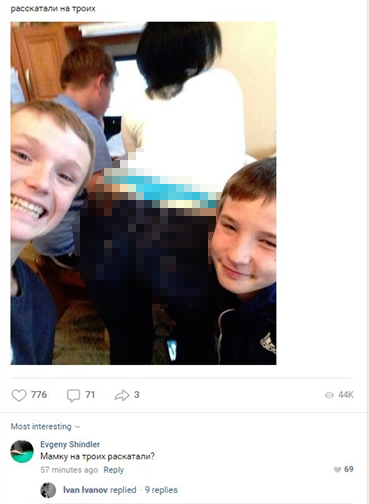 расскатали на троих
776 71 3 44K
Most interesting
Evgeny Shindler
Мамку на троих раскатали?
57 minutes ago Reply 69
Ivan Ivanov replied · 9 replies